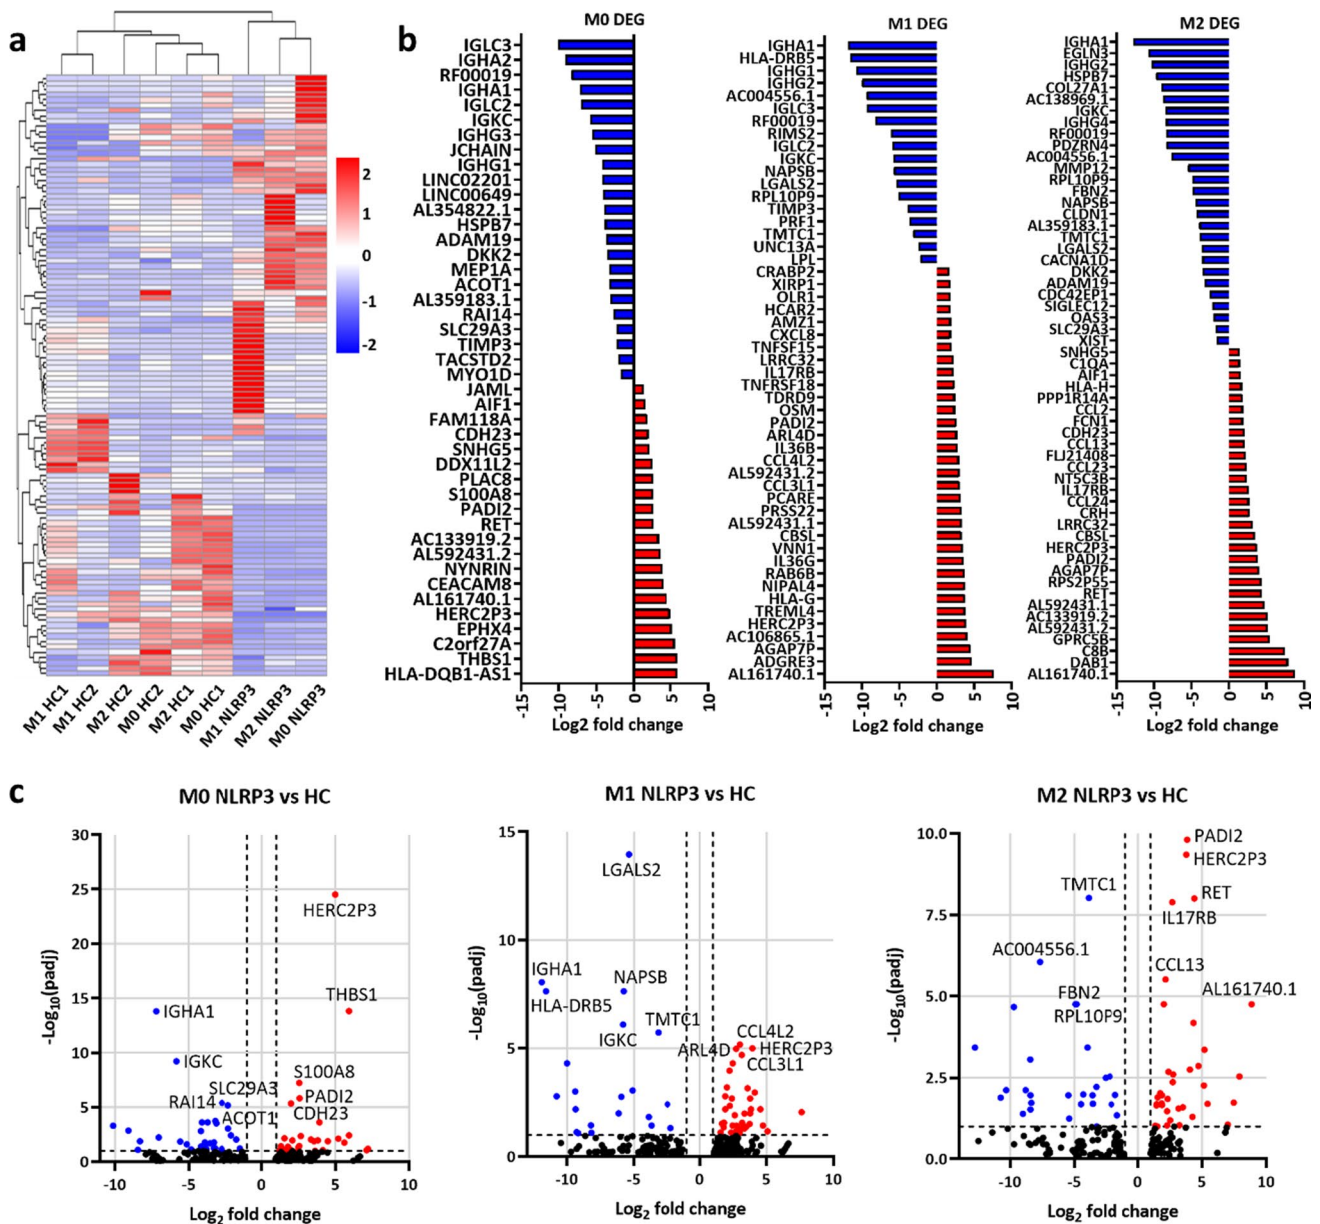 a
2
1
0
-1
-2
M1 HC1
M1 HC2
M2 HC2
M0 HC2
M2 HC1
M0 HC1
M1 NLRP3
M2 NLRP3
M0 NLRP3
b
M0 DEG
IGLC3
IGHA2
RF00019
IGHA1
IGLC2
IGKC
IGHG3
JCHAIN
IGHG1
LINC02201
LINC00649
AL354822.1
HSPB7
ADAM19
DKK2
MEP1A
ACOT1
AL359183.1
RAI14
SLC29A3
TIMP3
TACSTD2
MYO1D
JAML
AIF1
FAM118A
CDH23
SNHG5
DDX11L2
PLAC8
S100A8
PADI2
RET
AC133919.2
AL592431.2
NYNRIN
CEACAM8
AL161740.1
HERC2P3
EPHX4
C2orf27A
THBS1
HLA-DQB1-AS1
-15
-10
-5
0
5
10
Log2 fold change
M1 DEG
IGHA1
HLA-DRB5
IGHG1
IGHG2
AC004556.1
IGLC3
RF00019
RIMS2
IGLC2
IGKC
NAPSB
LGALS2
RPL10P9
TIMP3
PRF1
TMTC1
UNC13A
LPL
CRABP2
XIRP1
OLR1
HCAR2
AMZ1
CXCL8
TNFSF15
LRRC32
IL17RB
TNFRSF18
TDRD9
OSM
PADI2
ARL4D
IL36B
CCL4L2
AL592431.2
CCL3L1
PCARE
PRSS22
AL592431.1
CBSL
VNN1
IL36G
RAB6B
NIPAL4
HLA-G
TREML4
HERC2P3
AC106865.1
AGAP7P
ADGRE3
AL161740.1
-15
-10
-5
0
5
10
Log2 fold change
M2 DEG
IGHA1
EGLN3
IGHG2
HSPB7
COL27A1
AC138969.1
IGKC
IGHG4
RF00019
PDZRN4
AC004556.1
MMP12
RPL10P9
FBN2
NAPSB
CLDN1
AL359183.1
TMTC1
LGALS2
CACNA1D
DKK2
ADAM19
CDC42EP1
SIGLEC12
OAS3
SLC29A3
XIST
SNHG5
C1QA
AIF1
HLA-H
PPP1R14A
CCL2
FCN1
CDH23
CCL13
FLJ21408
CCL23
NT5C3B
IL17RB
CCL24
CRH
LRRC32
CBSL
HERC2P3
PADI2
AGAP7P
RPS2P55
RET
AL592431.1
AC133919.2
AL592431.2
GPRC5B
C8B
DAB1
AL161740.1
-15
-10
-5
0
5
10
Log2 fold change
c
M0 NLRP3 vs HC
-Log10(padj)
30
25
20
15
10
5
0
HERC2P3
THBS1
IGHA1
IGKC
S100A8
SLC29A3
RAI14
PADI2
ACOT1
CDH23
-10
-5
0
5
10
Log2 fold change
M1 NLRP3 vs HC
-Log10(padj)
15
10
5
0
LGALS2
IGHA1
NAPSB
HLA-DRB5
TMTC1
IGKC
CCL4L2
ARL4D
HERC2P3
CCL3L1
-10
-5
0
5
10
Log2 fold change
M2 NLRP3 vs HC
-Log10(padj)
10.0
7.5
5.0
2.5
0.0
PADI2
HERC2P3
TMTC1
RET
IL17RB
AC004556.1
CCL13
FBN2
AL161740.1
RPL10P9
-10
-5
0
5
10
Log2 fold change